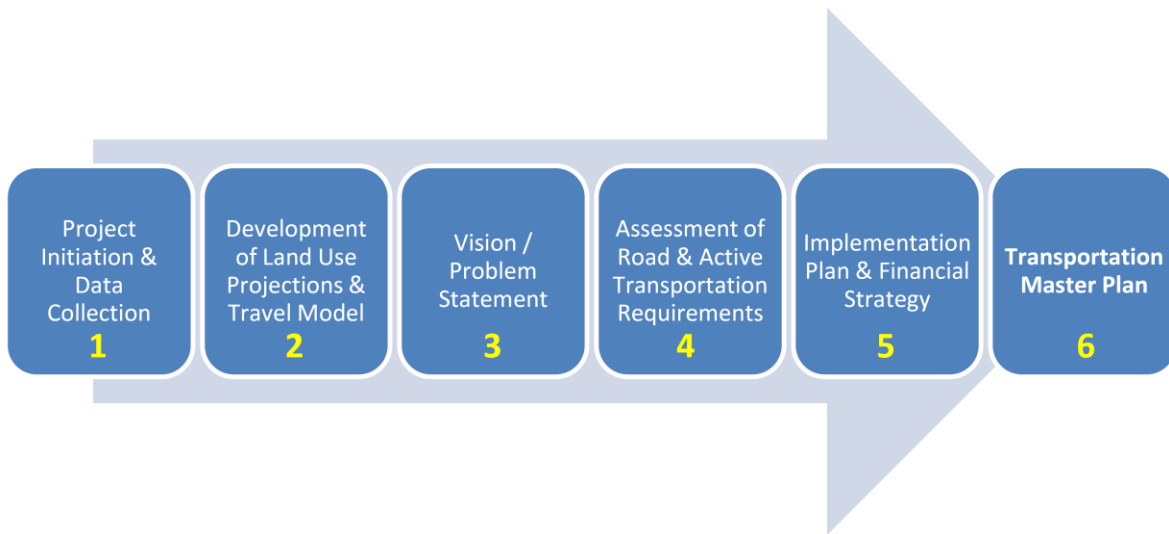 Project
Initiation &
Data
Collection
1
Development
of Land Use
Projections &
Travel Model
2
Vision /
Problem
Statement
3
Assessment of
Road & Active
Transportation
Requirements
4
Implementation
Plan & Financial
Strategy
5
Transportation
Master Plan
6